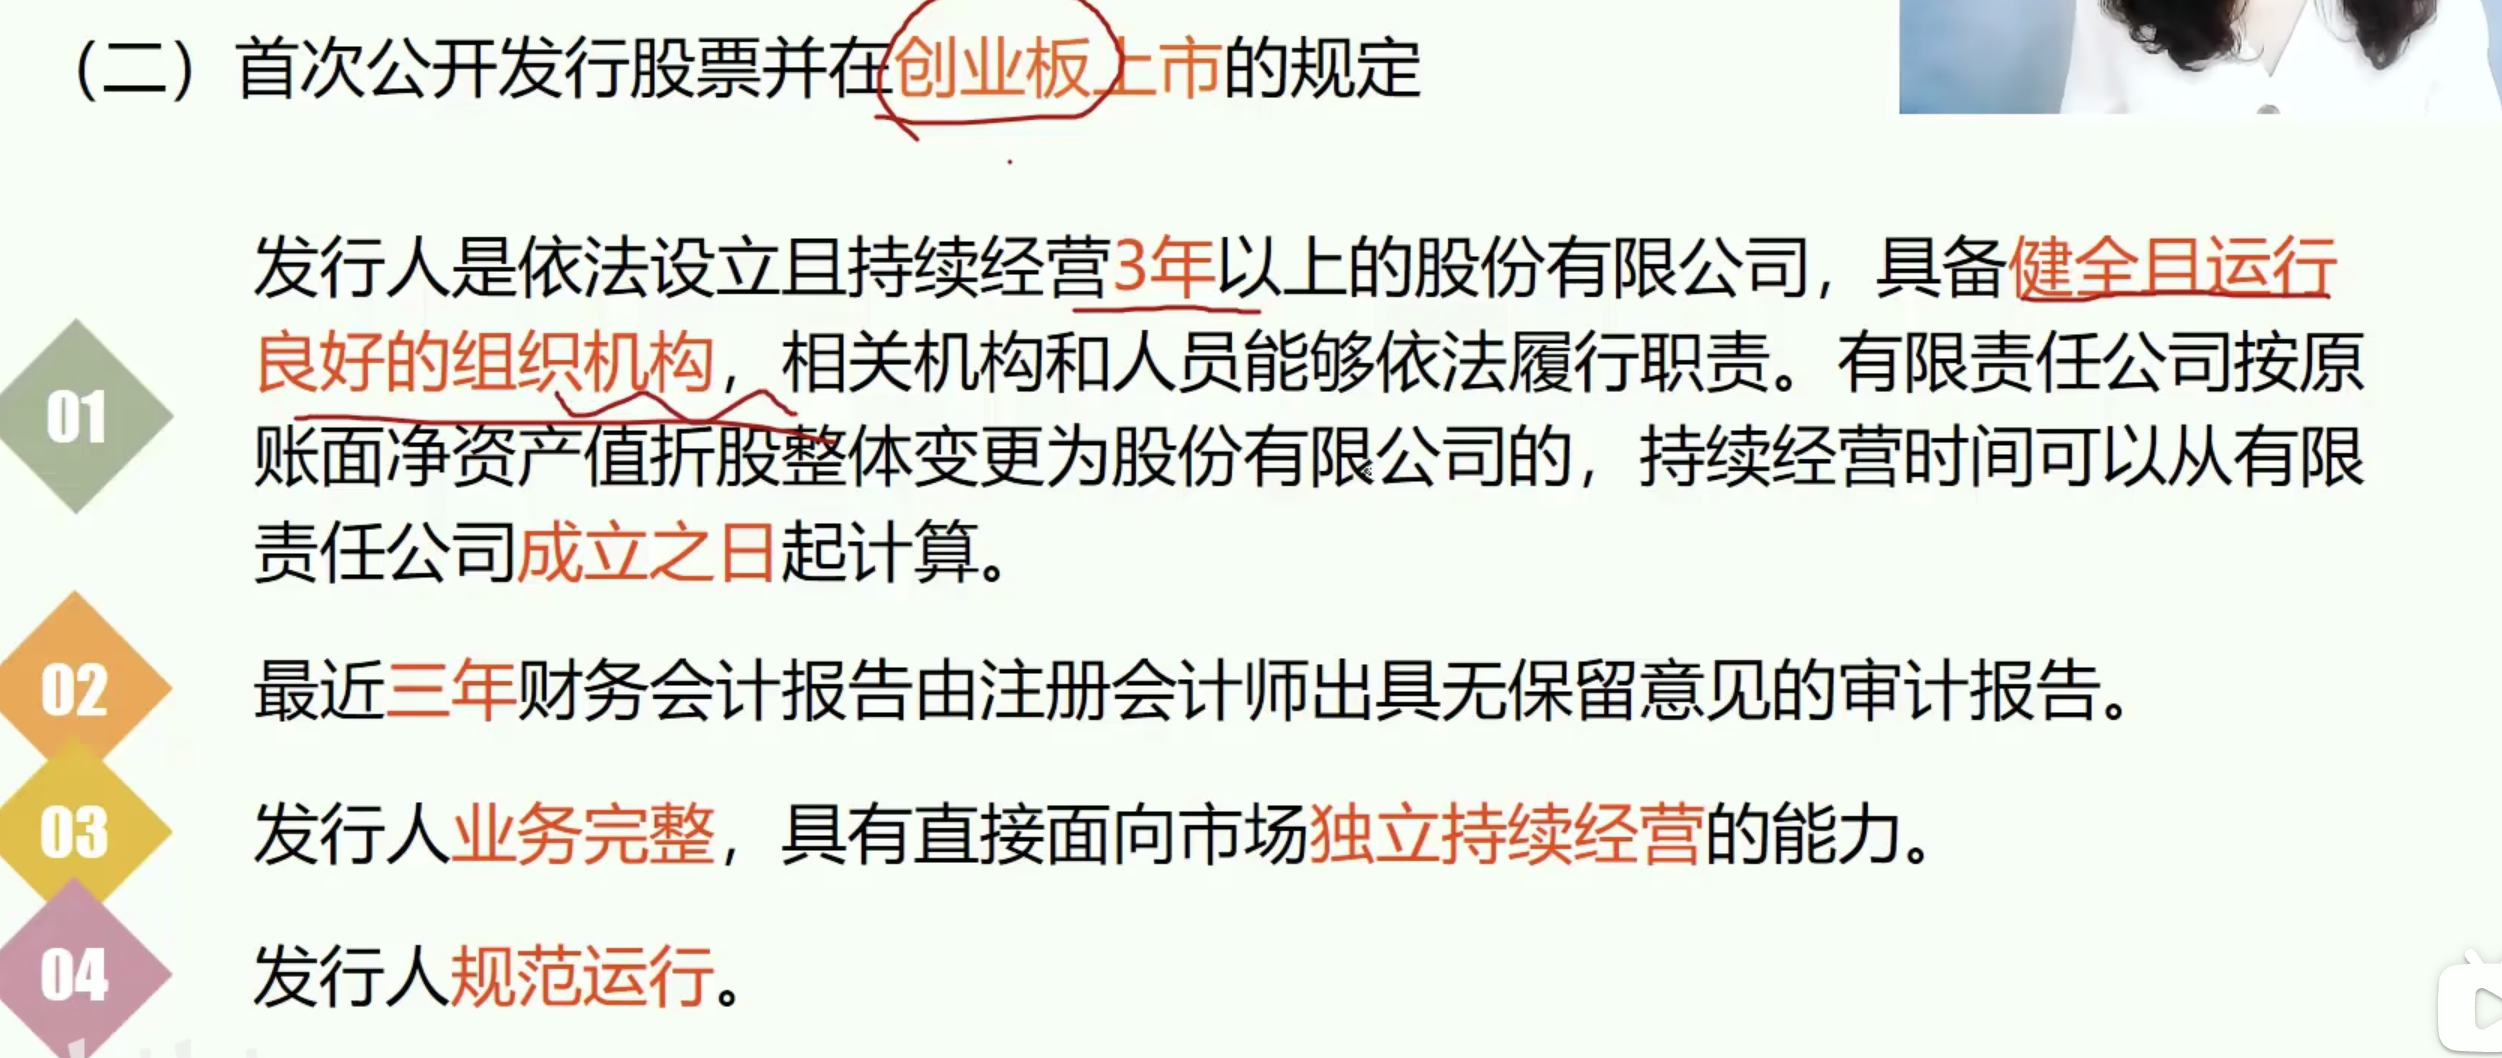 （二）首次公开发行股票并在创业板上市的规定
发行人是依法设立且持续经营3年以上的股份有限公司，具备健全且运行
良好的组织机构，相关机构和人员能够依法履行职责。有限责任公司按原
账面净资产值折股整体变更为股份有限公司的，持续经营时间可以从有限
责任公司成立之日起计算。
01
02
最近三年财务会计报告由注册会计师出具无保留意见的审计报告。
03
发行人业务完整，具有直接面向市场独立持续经营的能力。
04
发行人规范运行。